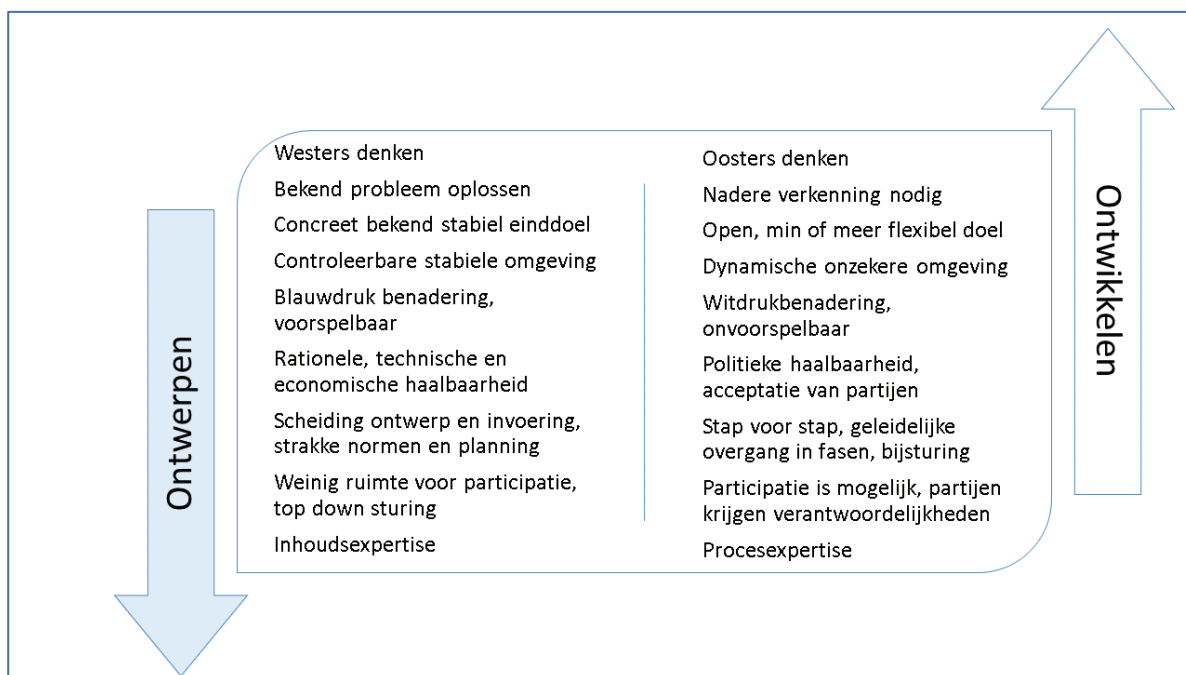 Ontwerpen
Westers denken
Bekend probleem oplossen
Concreet bekend stabiel einddoel
Controleerbare stabiele omgeving
Blauwdruk benadering,
voorspelbaar
Rationele, technische en
economische haalbaarheid
Scheiding ontwerp en invoering,
strakke normen en planning
Weinig ruimte voor participatie,
top down sturing
Inhoudsexpertise
Oosters denken
Nadere verkenning nodig
Open, min of meer flexibel doel
Dynamische onzekere omgeving
Witdrukbenadering,
onvoorspelbaar
Politieke haalbaarheid,
acceptatie van partijen
Stap voor stap, geleidelijke
overgang in fasen, bijsturing
Participatie is mogelijk, partijen
krijgen verantwoordelijkheden
Procesexpertise
Ontwikkelen